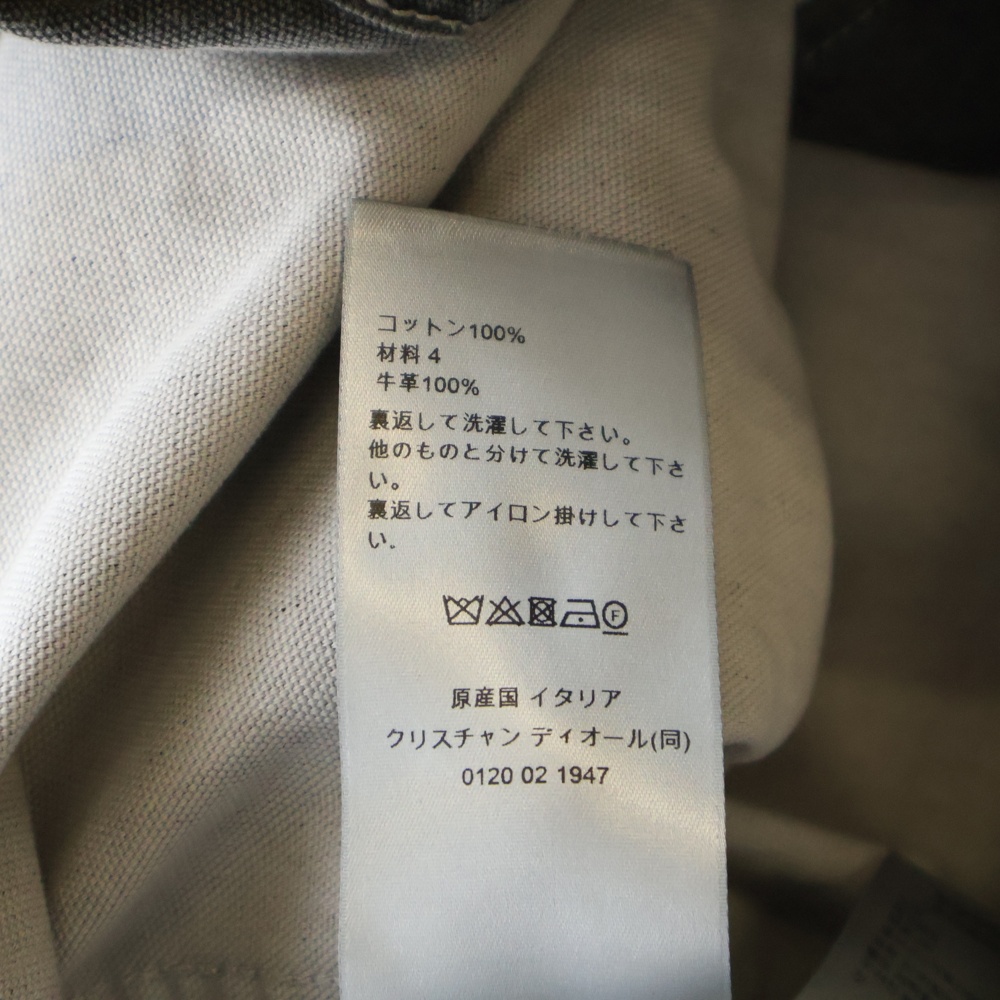 コットン100%
材料 4
牛革100%
裏返して洗濯して下さい。
他のものと分けて洗濯して下さ
い。
裏返してアイロン掛けして下さ
い。
F
原産国 イタリア
クリスチャン ディオール(同)
0120 02 1947